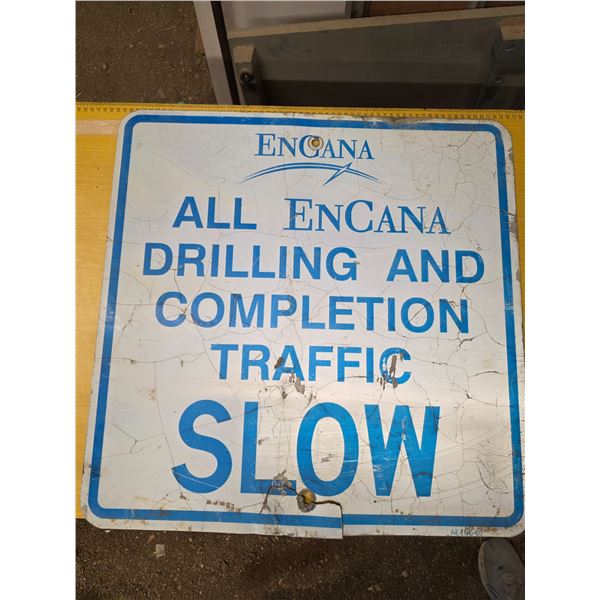 ENCANA
ALL ENCANA
DRILLING AND
COMPLETION
TRAFFIC
SLOW